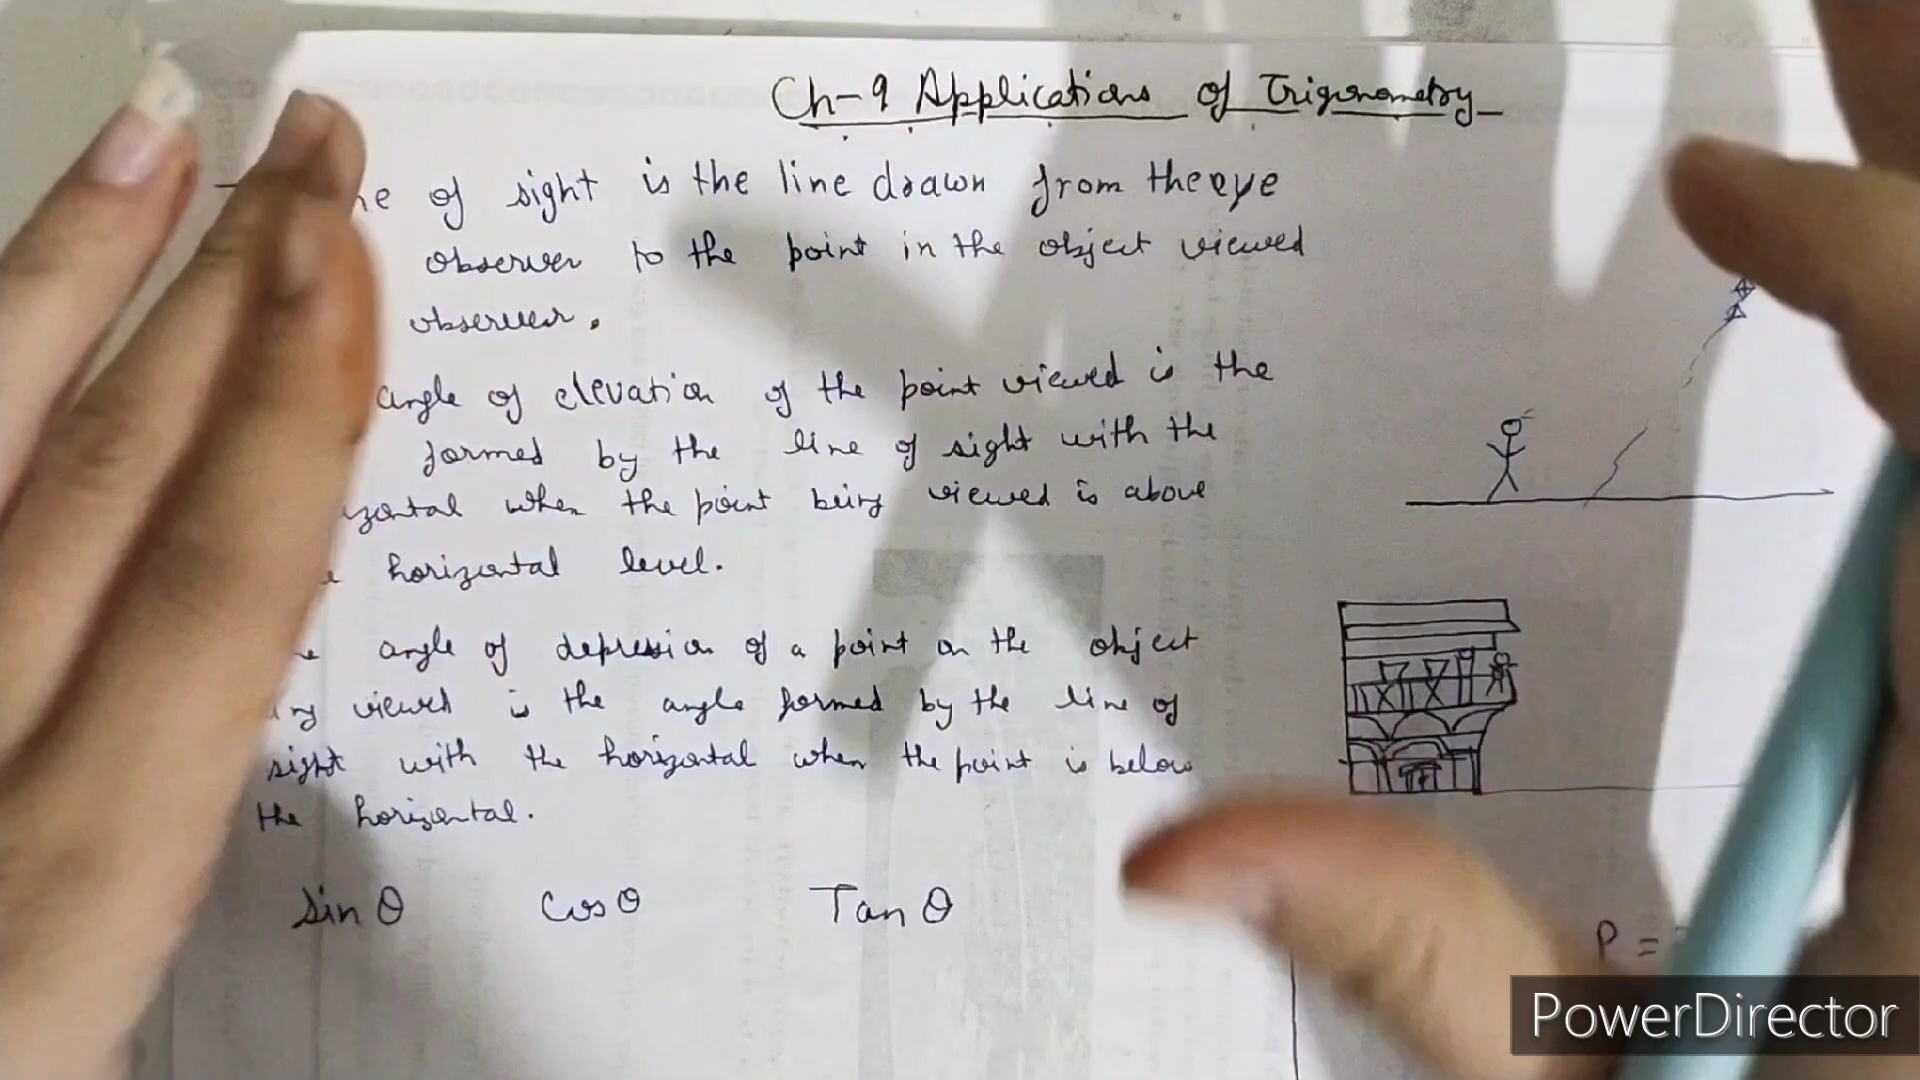 Ch-9 Applications of Trigonometry
of sight is the line drawn from the eye
observer to the point in the object viewed
observer.
angle of elevation of the point viewed is the
formed by the line of sight with the
when the point being viewed is above
horizontal level.
angle of depression of a point on the object
viewed is the angle formed by the line of
sight with the horizontal when the point is below
the horizontal.
sin θ cos θ Tan θ
P =
PowerDirector